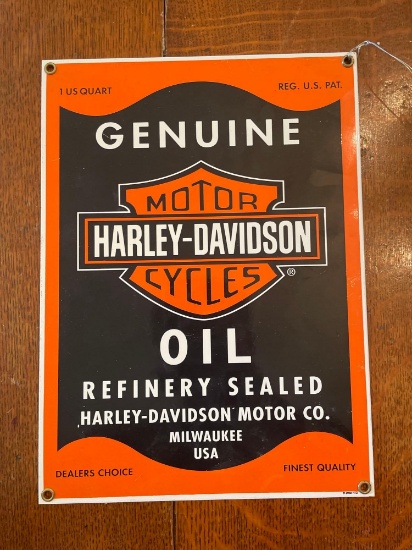 1 US QUART
REG. U.S. PAT.
GENUINE
MOTOR
HARLEY-DAVIDSON
CYCLES ®
OIL
REFINERY SEALED
HARLEY-DAVIDSON MOTOR CO.
MILWAUKEE
USA
DEALERS CHOICE
FINEST QUALITY